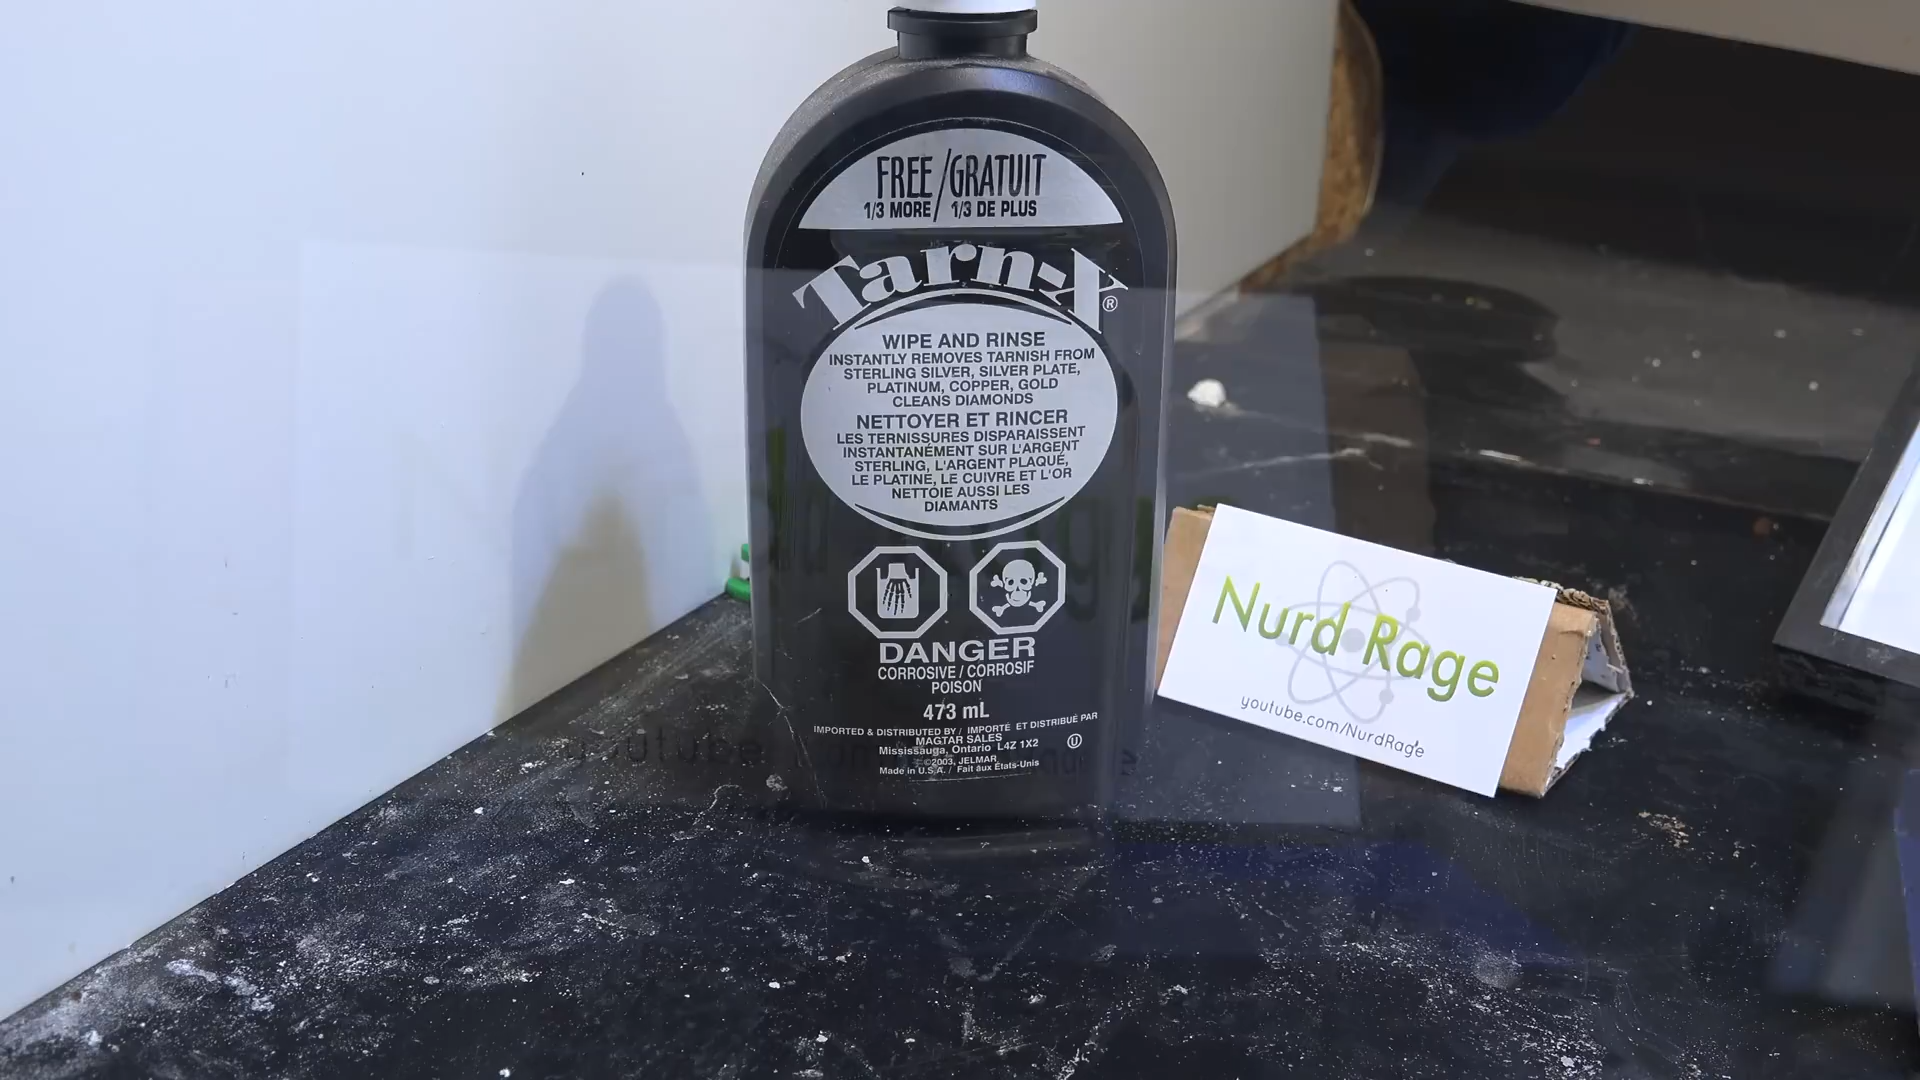 FREE/GRATUIT
1/3 MORE / 1/3 DE PLUS
Tarn-X®
WIPE AND RINSE
INSTANTLY REMOVES TARNISH FROM
STERLING SILVER, SILVER PLATE,
PLATINUM, COPPER, GOLD
CLEANS DIAMONDS
NETTOYER ET RINCER
LES TERNISSURES DISPARAISSENT
INSTANTANÉMENT SUR L'ARGENT
STERLING, L'ARGENT PLAQUÉ,
LE PLATINE, LE CUIVRE ET L'OR
NETTOIE AUSSI LES
DIAMANTS
DANGER
CORROSIVE / CORROSIF
POISON
473 mL
IMPORTED & DISTRIBUTED BY / IMPORTÉ ET DISTRIBUÉ PAR
MAGTAR SALES
Mississauga, Ontario L4Z 1X2
©2003, JELMAR
Made in U.S.A. / Fait aux États-Unis
U
Nurd Rage
youtube.com/NurdRage